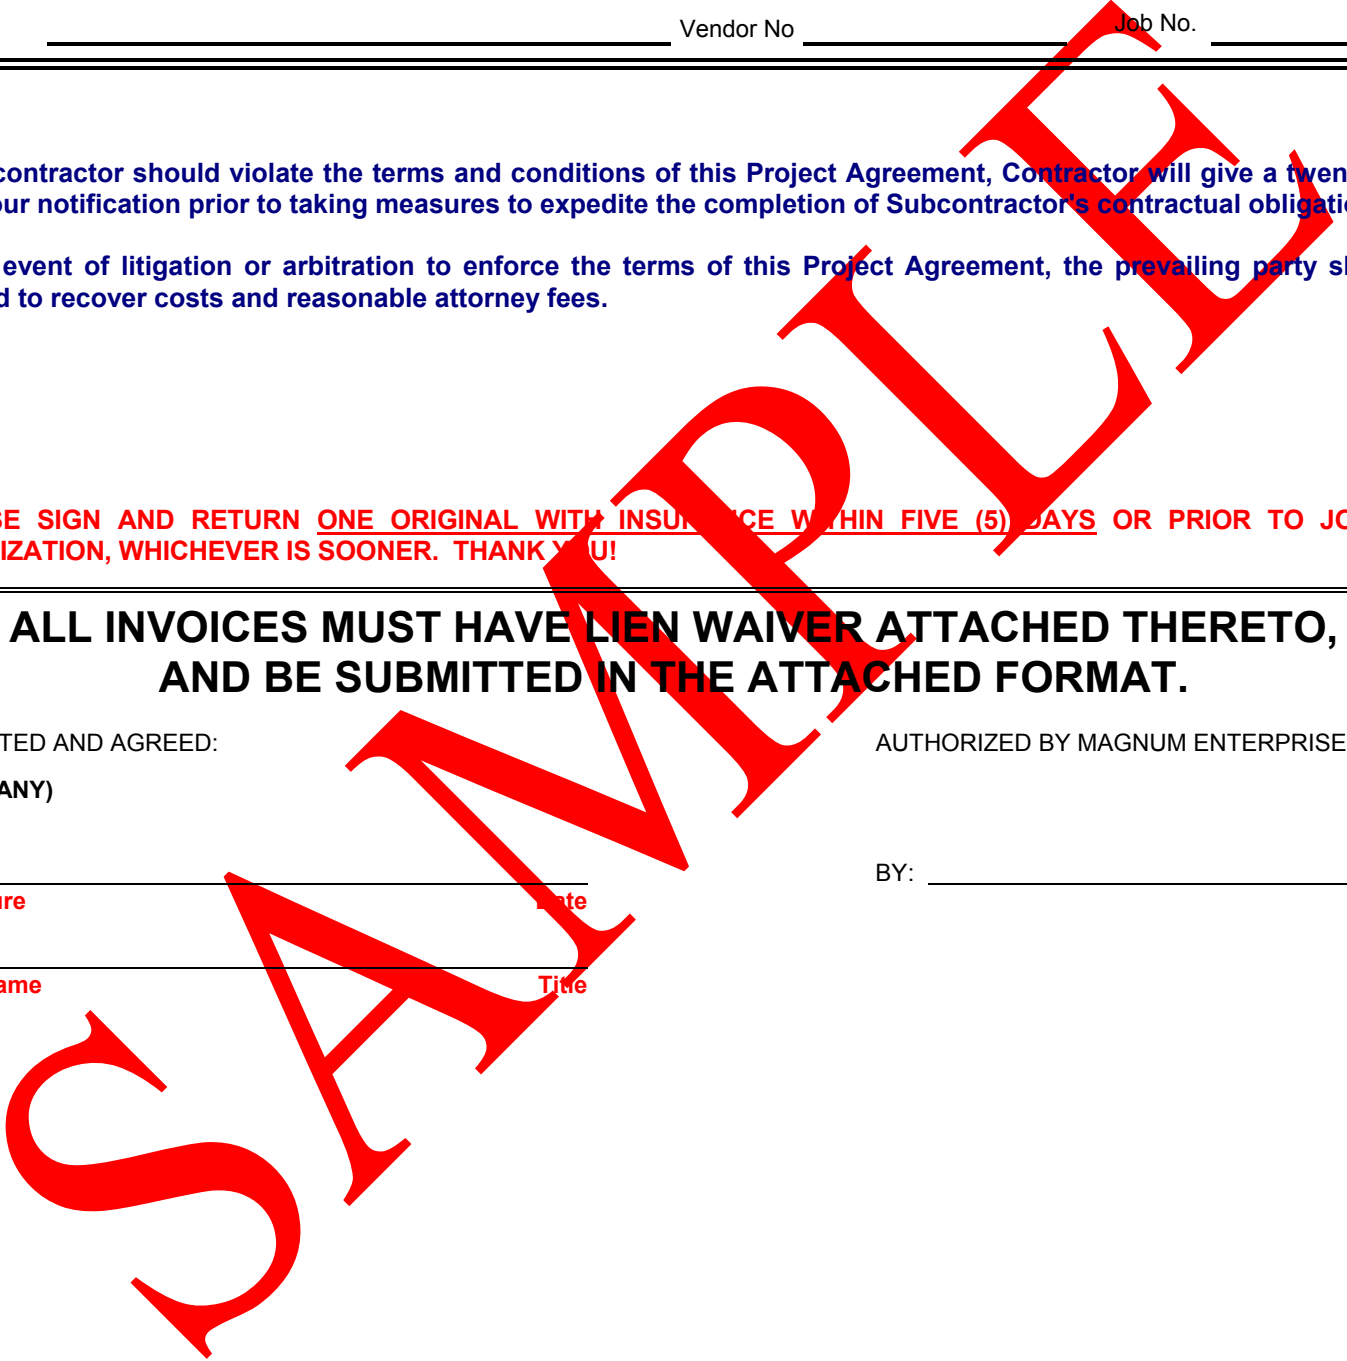 Vendor No Job No.
contractor should violate the terms and conditions of this Project Agreement, Contractor will give a twen
our notification prior to taking measures to expedite the completion of Subcontractor's contractual obligati
event of litigation or arbitration to enforce the terms of this Project Agreement, the prevailing party s
d to recover costs and reasonable attorney fees.
SE SIGN AND RETURN ONE ORIGINAL WITH INSURANCE WITHIN FIVE (5) DAYS OR PRIOR TO JO
IZATION, WHICHEVER IS SOONER. THANK YOU!
ALL INVOICES MUST HAVE LIEN WAIVER ATTACHED THERETO,
AND BE SUBMITTED IN THE ATTACHED FORMAT.
TED AND AGREED: AUTHORIZED BY MAGNUM ENTERPRISE
ANY)
BY:
ure Date
ame Title
SAMPLE